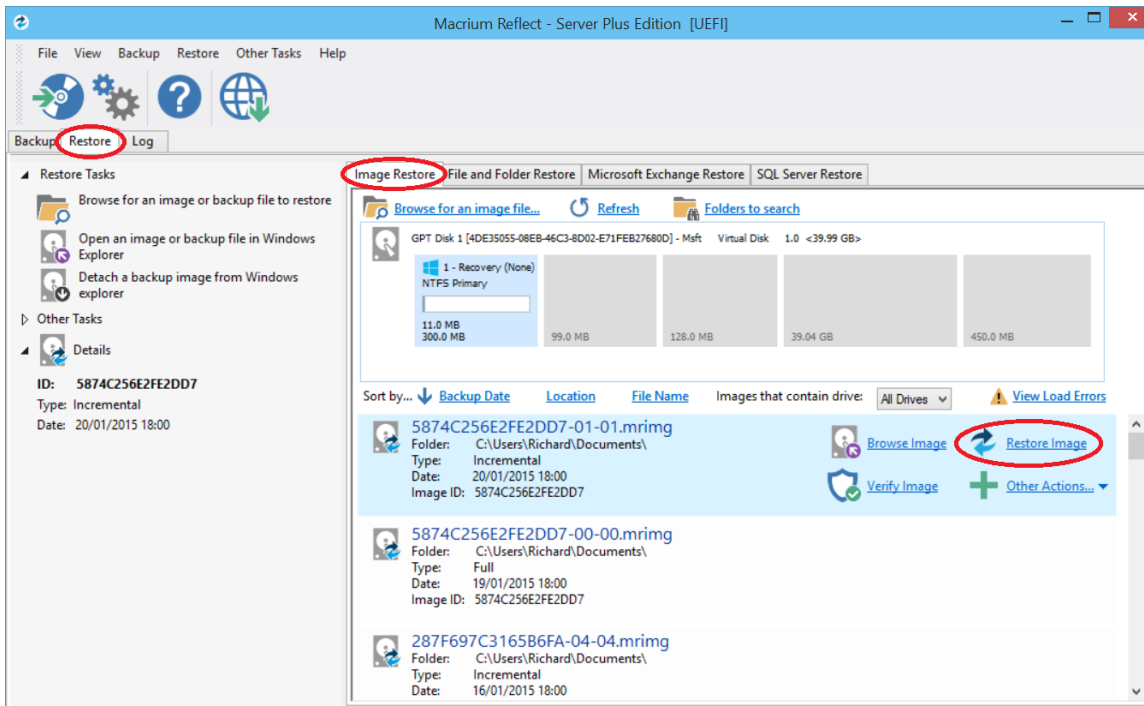 Macrium Reflect - Server Plus Edition [UEFI]
File View Backup Restore Other Tasks Help
Backup Restore Log
Restore Tasks
Browse for an image or backup file to restore
Open an image or backup file in Windows
Explorer
Detach a backup image from Windows
explorer
Other Tasks
Details
ID: 5874C256E2FE2DD7
Type: Incremental
Date: 20/01/2015 18:00
Image Restore File and Folder Restore Microsoft Exchange Restore SQL Server Restore
Browse for an image file... Refresh Folders to search
GPT Disk 1 [4DE35055-08EB-46C3-8D02-E71FEB27680D] - Msft Virtual Disk 1.0 <39.99 GB>
1 - Recovery (None)
NTFS Primary
11.0 MB
300.0 MB 99.0 MB 128.0 MB 39.04 GB 450.0 MB
Sort by... Backup Date Location File Name Images that contain drive: All Drives View Load Errors
5874C256E2FE2DD7-01-01.mrimg
Folder: C:\Users\Richard\Documents\
Type: Incremental
Date: 20/01/2015 18:00
Image ID: 5874C256E2FE2DD7
Browse Image Restore Image
Verify Image Other Actions...
5874C256E2FE2DD7-00-00.mrimg
Folder: C:\Users\Richard\Documents\
Type: Full
Date: 19/01/2015 18:00
Image ID: 5874C256E2FE2DD7
287F697C3165B6FA-04-04.mrimg
Folder: C:\Users\Richard\Documents\
Type: Incremental
Date: 16/01/2015 18:00